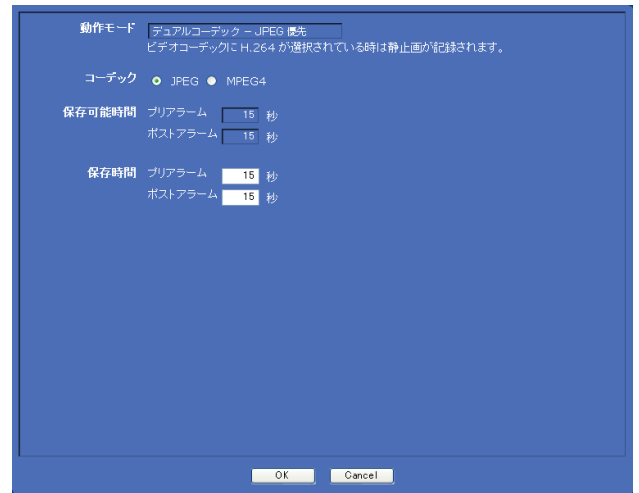 動作モード デュアルコーデック − JPEG 優先
ビデオコーデックに H.264 が選択されている時は静止画が記録されます。
コーデック JPEG MPEG4
保存可能時間 プリアラーム 15 秒
ポストアラーム 15 秒
保存時間 プリアラーム 15 秒
ポストアラーム 15 秒
OK Cancel